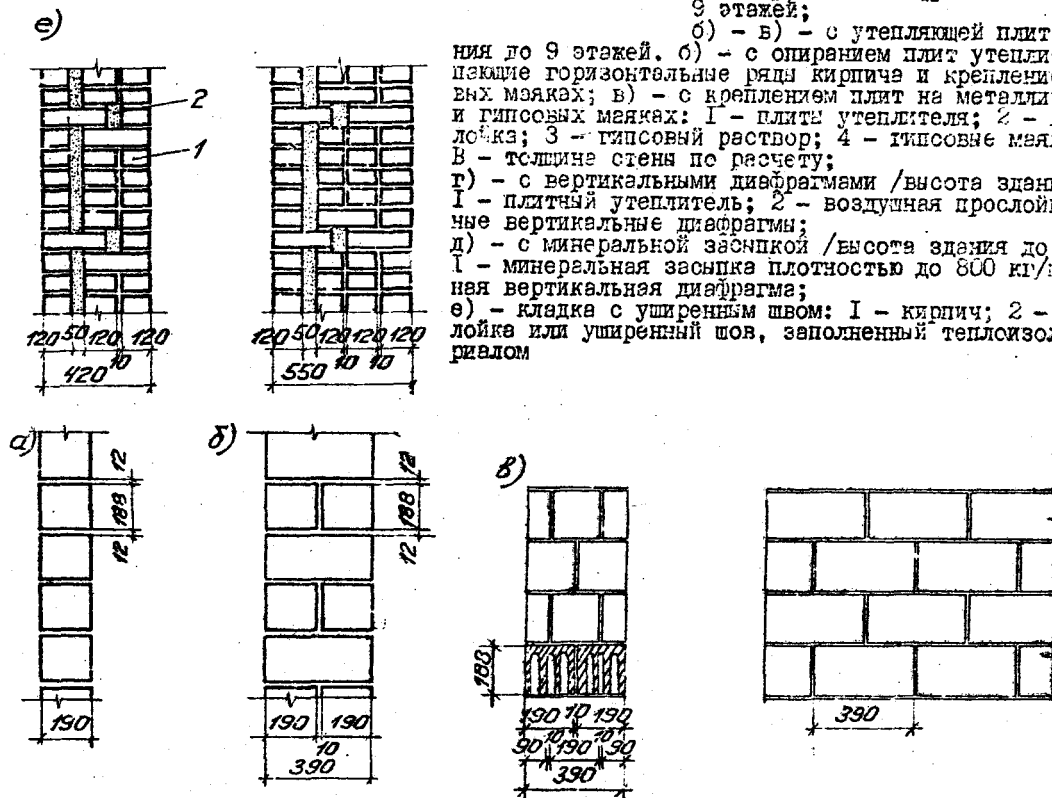 9 этажей;
б) - в) - с утепляющей плит
ния до 9 этажей. б) - с опиранием плит утепли
пающие горизонтальные ряды кирпича и креплени
вых маяках; в) - с креплением плит на металли
и гипсовых маяках: I - плиты утеплителя; 2 -
лойка; 3 - гипсовый раствор; 4 - гипсовые мая
В - толщина стены по расчету;
г) - с вертикальными диафрагмами /высота здани
I - плитный утеплитель; 2 - воздушная прослой
ные вертикальные диафрагмы;
д) - с минеральной засыпкой /высота здания до
I - минеральная засыпка плотностью до 800 кг/
ная вертикальная диафрагма;
е) - кладка с уширенным швом: I - кирпич; 2 -
лойка или уширенный шов, заполненный теплоизол
риалом
е)
2
1
120 50 120 10 120
420
120 50 120 10 120 10 120
550
а)
12
188
12
190
б)
12
188
12
190 190
10
390
в)
188
190 10 190
90 10 190 10 90
390
390